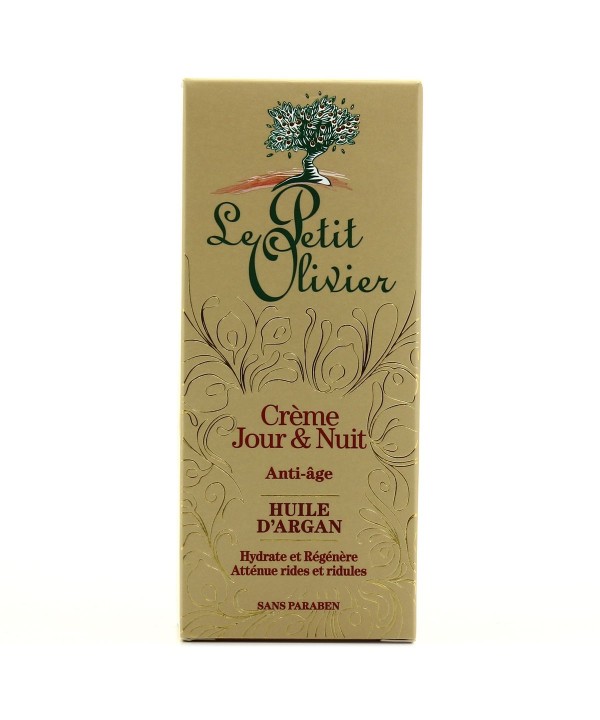 Le Petit
Olivier
Crème
Jour & Nuit
Anti-âge
HUILE
D'ARGAN
Hydrate et Régénère
Atténue rides et ridules
SANS PARABEN